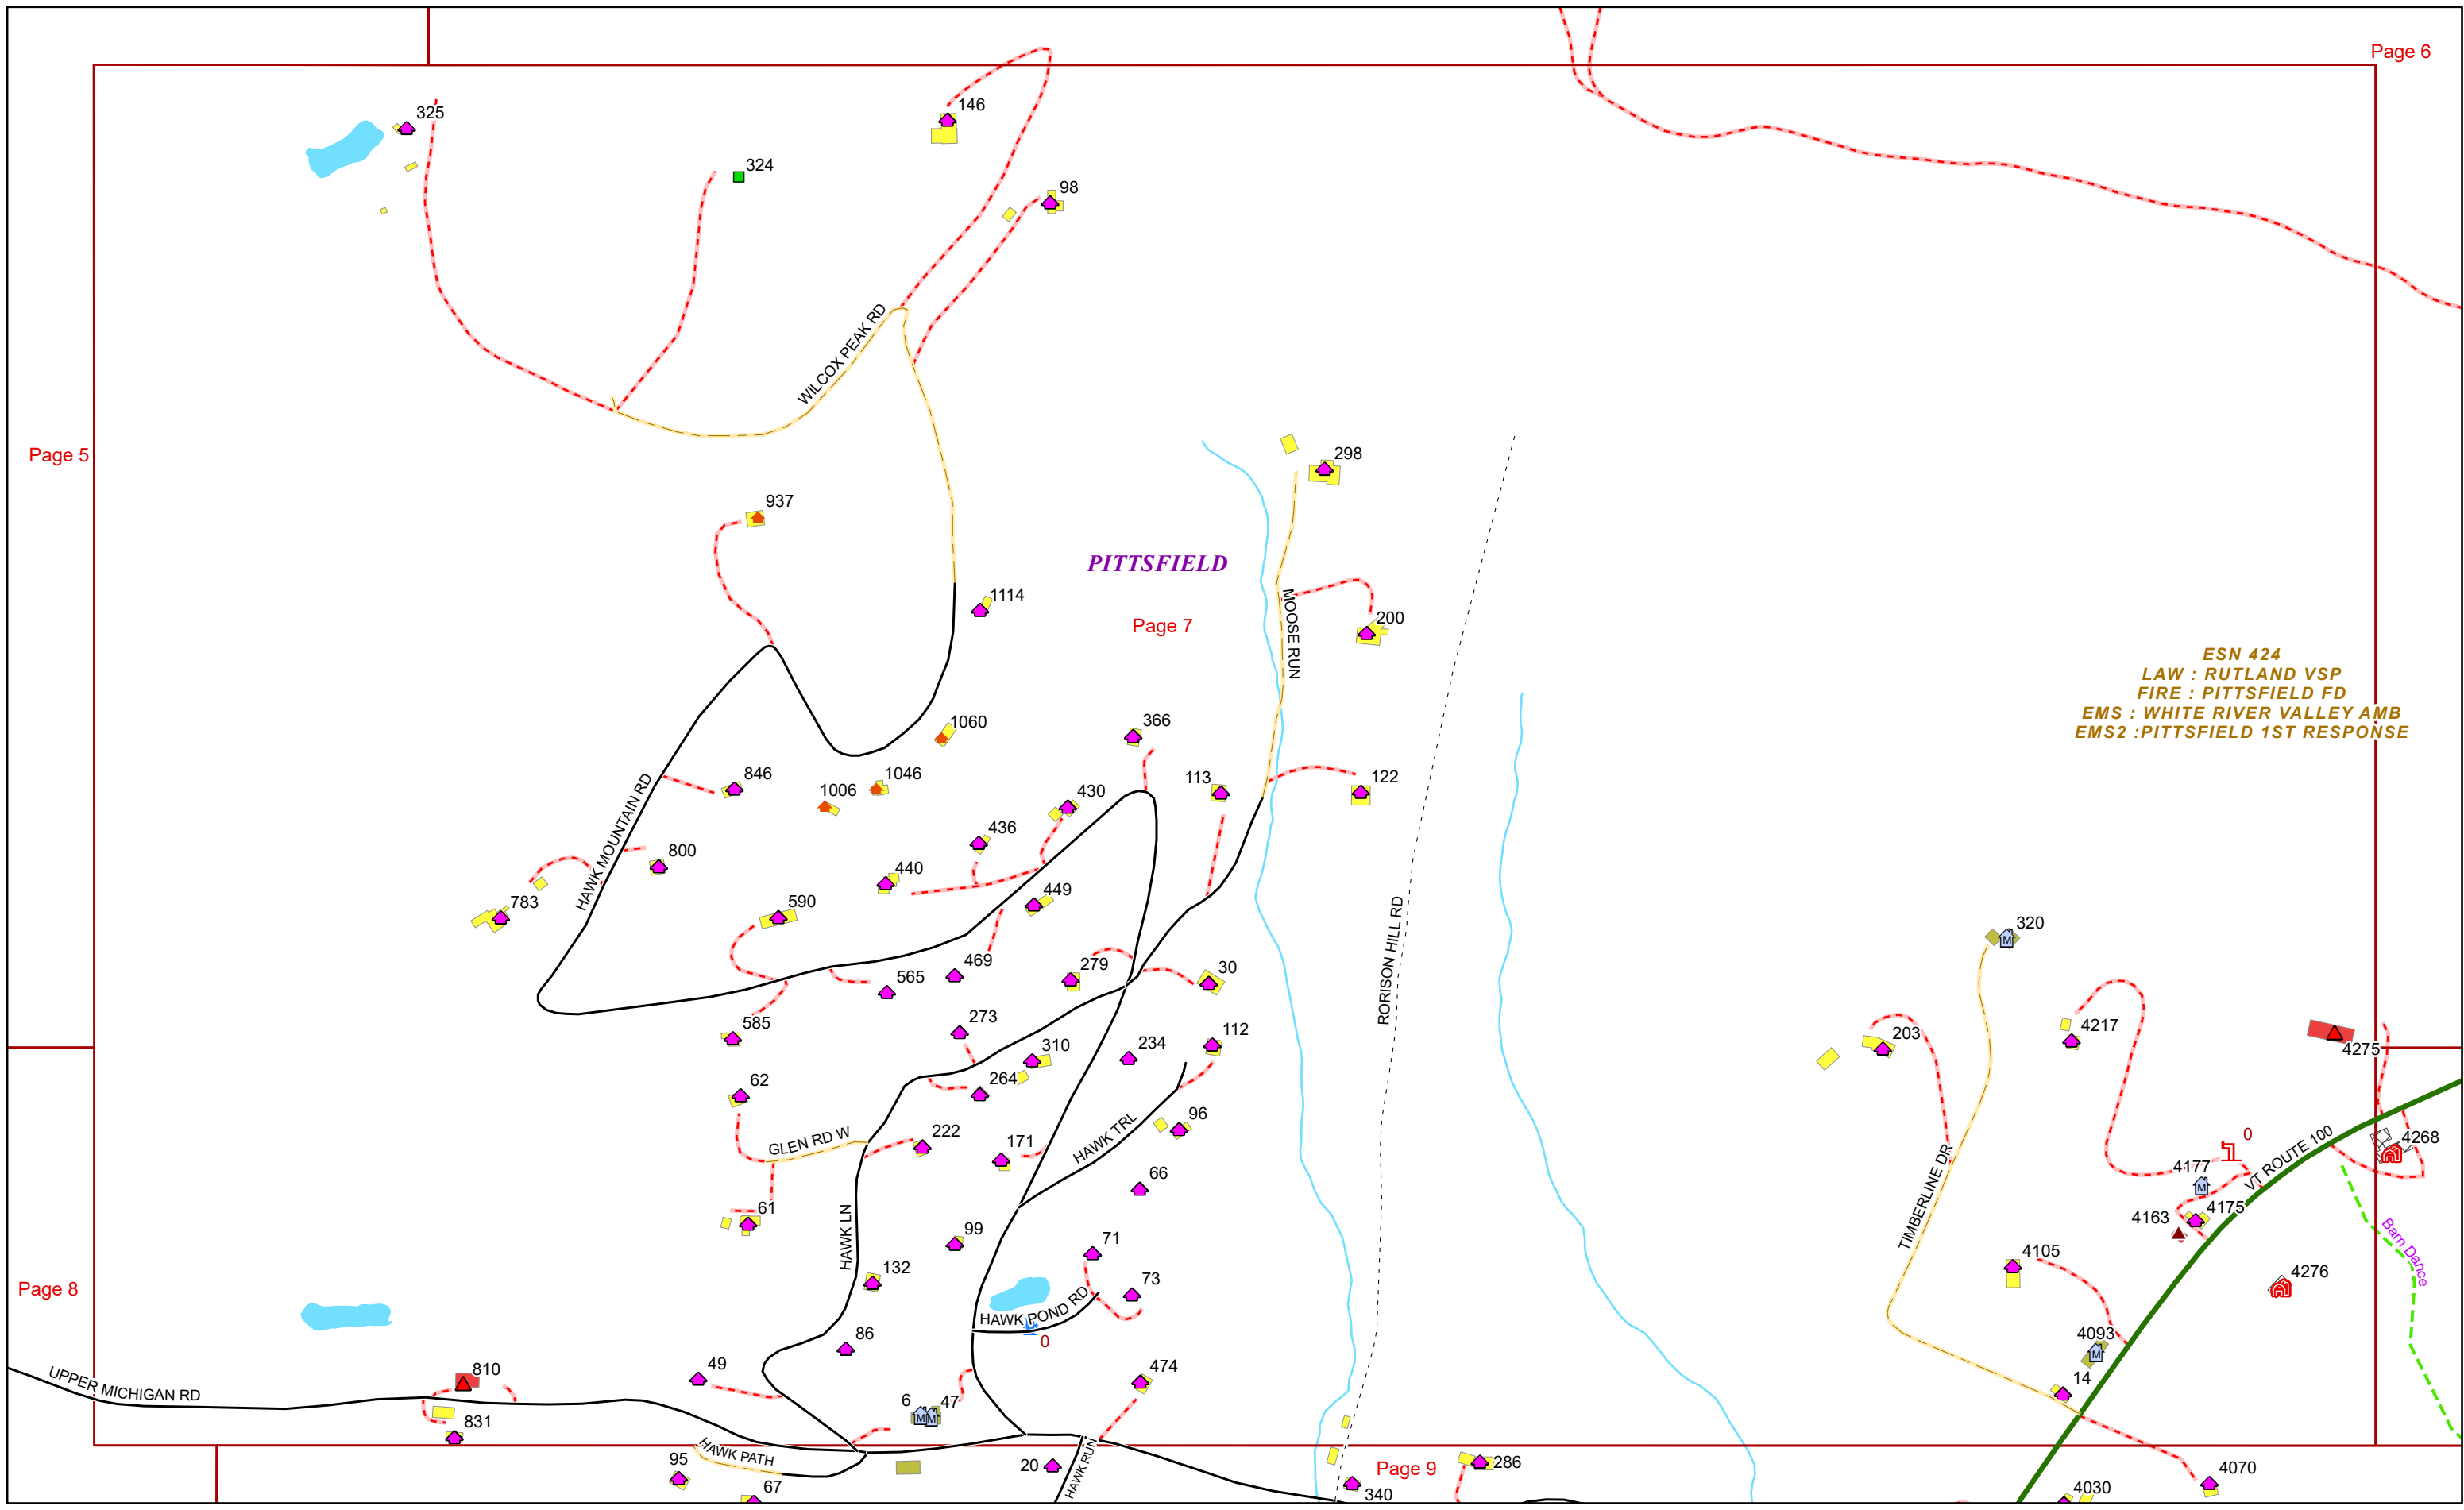 Page 6
146
325
324
98
WILCOX PEAK RD
Page 5
298
937
PITTSFIELD
1114
MOOSE RUN
Page 7
200
ESN 424
LAW : RUTLAND VSP
FIRE : PITTSFIELD FD
EMS : WHITE RIVER VALLEY AMB
EMS2 :PITTSFIELD 1ST RESPONSE
1060
366
846
1046
113
122
1006
430
HAWK MOUNTAIN RD
436
800
440
449
783
590
RORISON HILL RD
320
469
279
30
565
273
585
310
234
112
203
4217
4275
62
264
96
GLEN RD W
222
171
HAWK TRL
0
4268
TIMBERLINE DR
VT ROUTE 100
4177
66
61
4175
4163
99
HAWK LN
71
Barn Dance
4105
132
4276
73
Page 8
HAWK POND RD
0
86
4093
UPPER MICHIGAN RD
810
49
474
14
6
47
831
HAWK PATH
HAWK RUN
95
20
Page 9
286
4070
67
340
4030